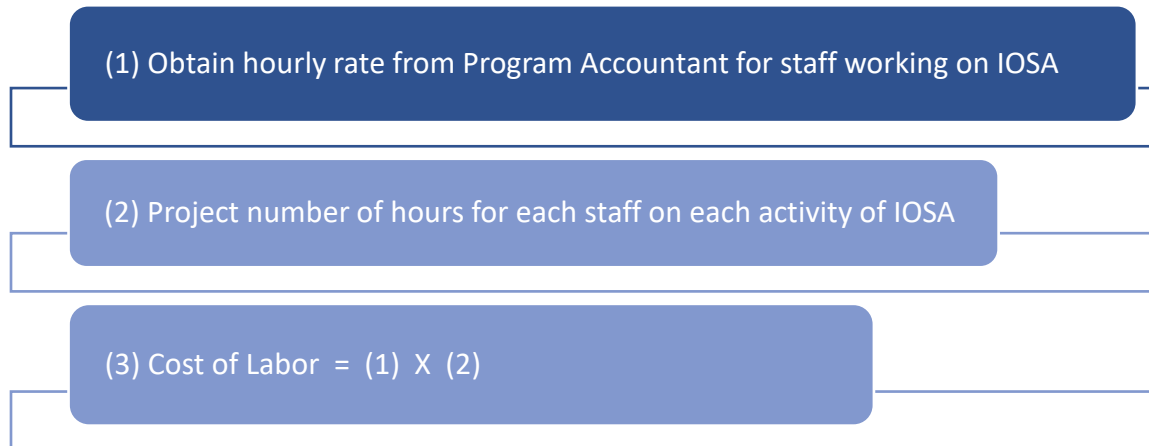 (1) Obtain hourly rate from Program Accountant for staff working on IOSA
(2) Project number of hours for each staff on each activity of IOSA
(3) Cost of Labor = (1) X (2)